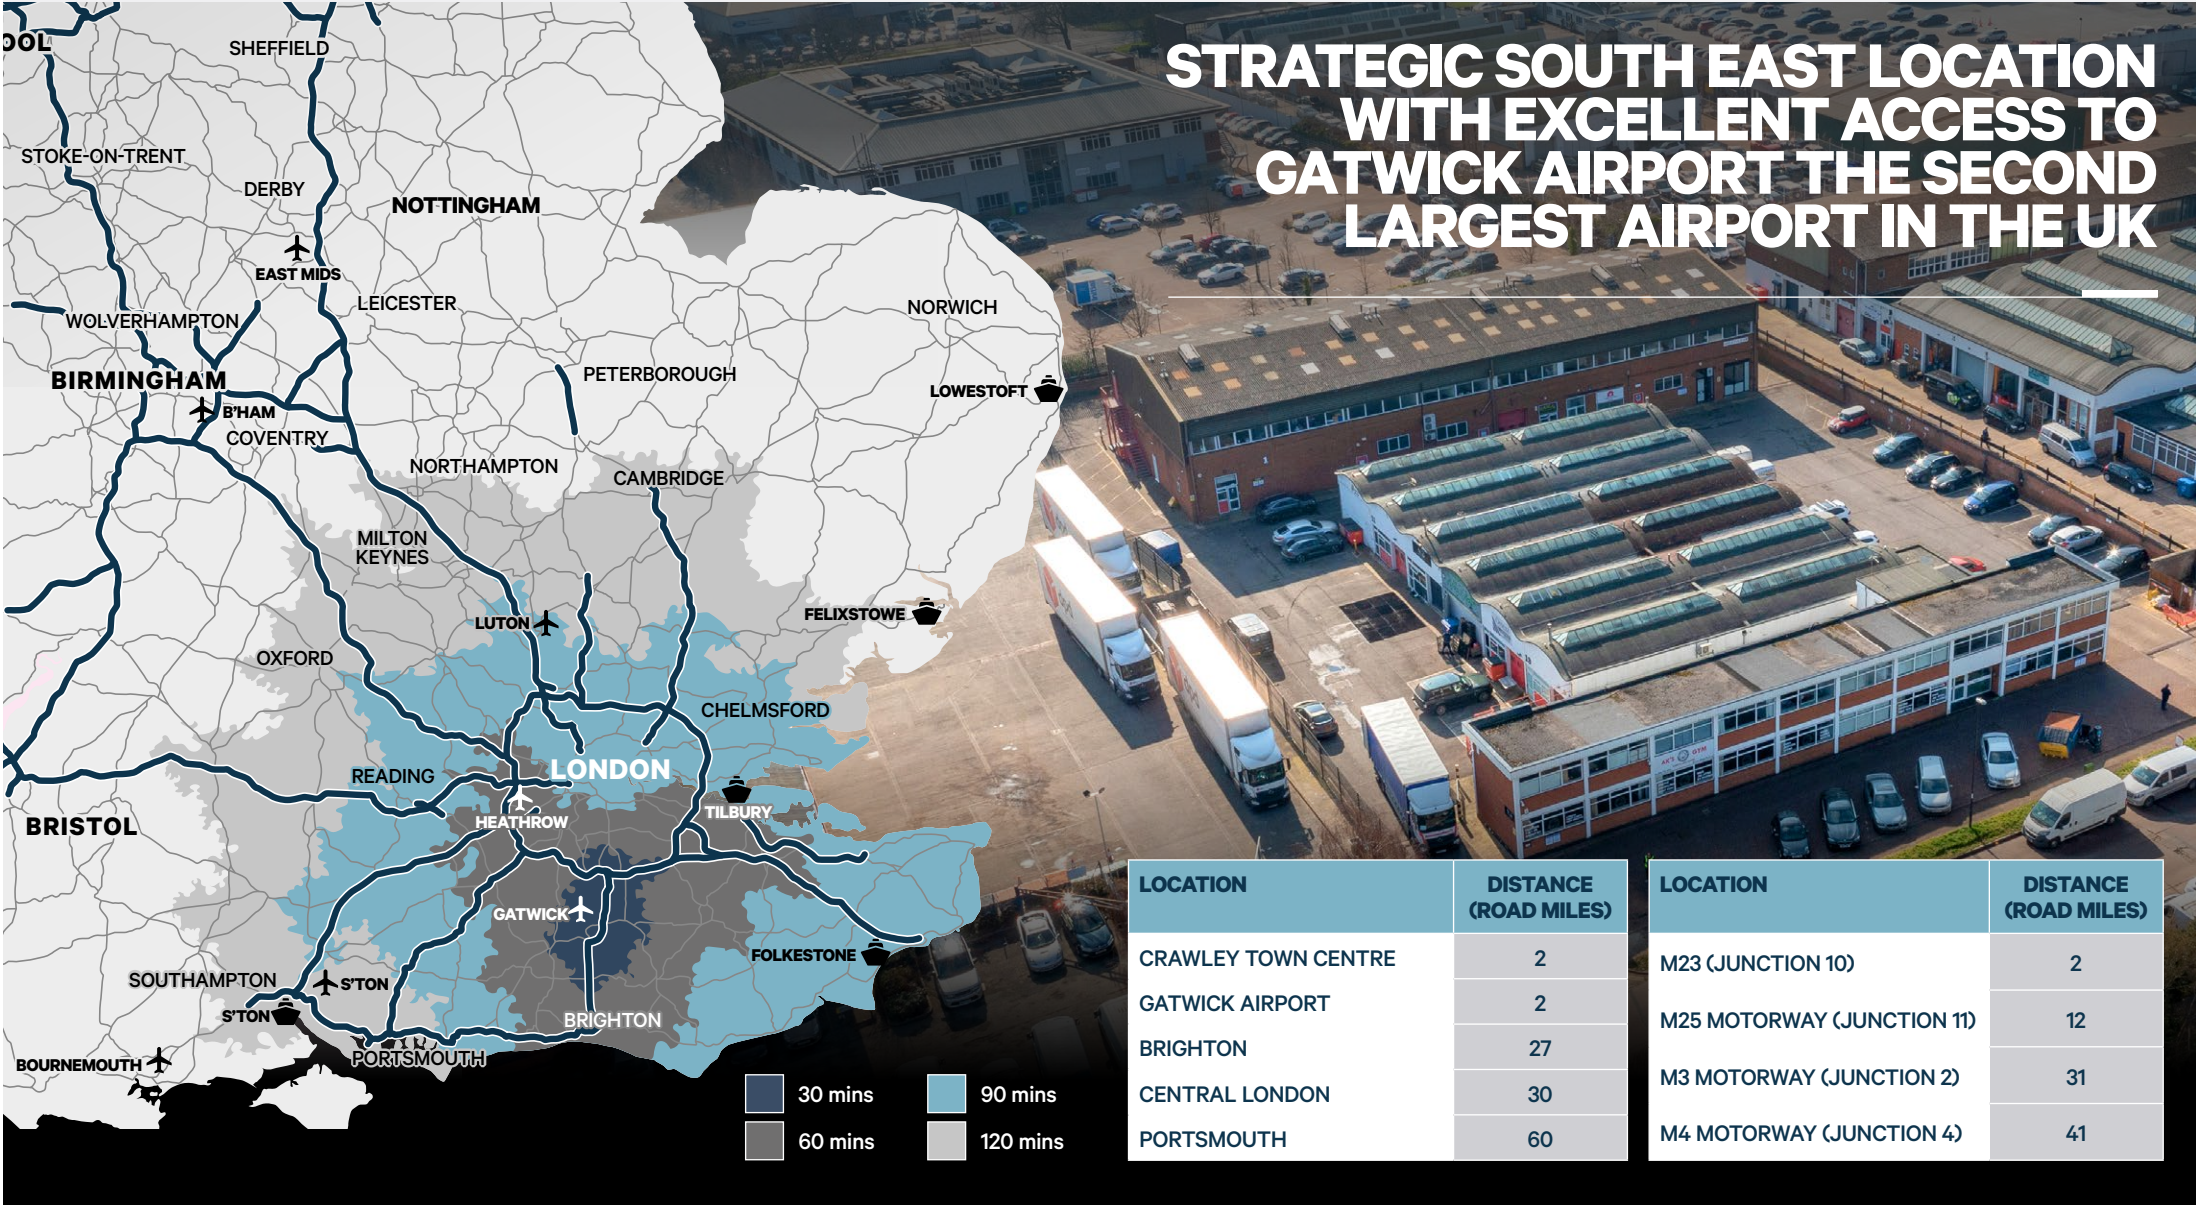 STRATEGIC SOUTH EAST LOCATION
WITH EXCELLENT ACCESS TO
GATWICK AIRPORT THE SECOND
LARGEST AIRPORT IN THE UK
OOL
SHEFFIELD
STOKE-ON-TRENT
DERBY
NOTTINGHAM
EAST MIDS
LEICESTER
NORWICH
WOLVERHAMPTON
PETERBOROUGH
BIRMINGHAM
LOWESTOFT
B'HAM
COVENTRY
NORTHAMPTON
CAMBRIDGE
MILTON
KEYNES
FELIXSTOWE
LUTON
OXFORD
CHELMSFORD
LONDON
READING
TILBURY
HEATHROW
BRISTOL
GATWICK
FOLKESTONE
SOUTHAMPTON
S'TON
S'TON
BRIGHTON
PORTSMOUTH
BOURNEMOUTH
30 mins
90 mins
60 mins
120 mins
LOCATION DISTANCE
(ROAD MILES)
CRAWLEY TOWN CENTRE 2
GATWICK AIRPORT 2
BRIGHTON 27
CENTRAL LONDON 30
PORTSMOUTH 60
LOCATION DISTANCE
(ROAD MILES)
M23 (JUNCTION 10) 2
M25 MOTORWAY (JUNCTION 11) 12
M3 MOTORWAY (JUNCTION 2) 31
M4 MOTORWAY (JUNCTION 4) 41
GYM